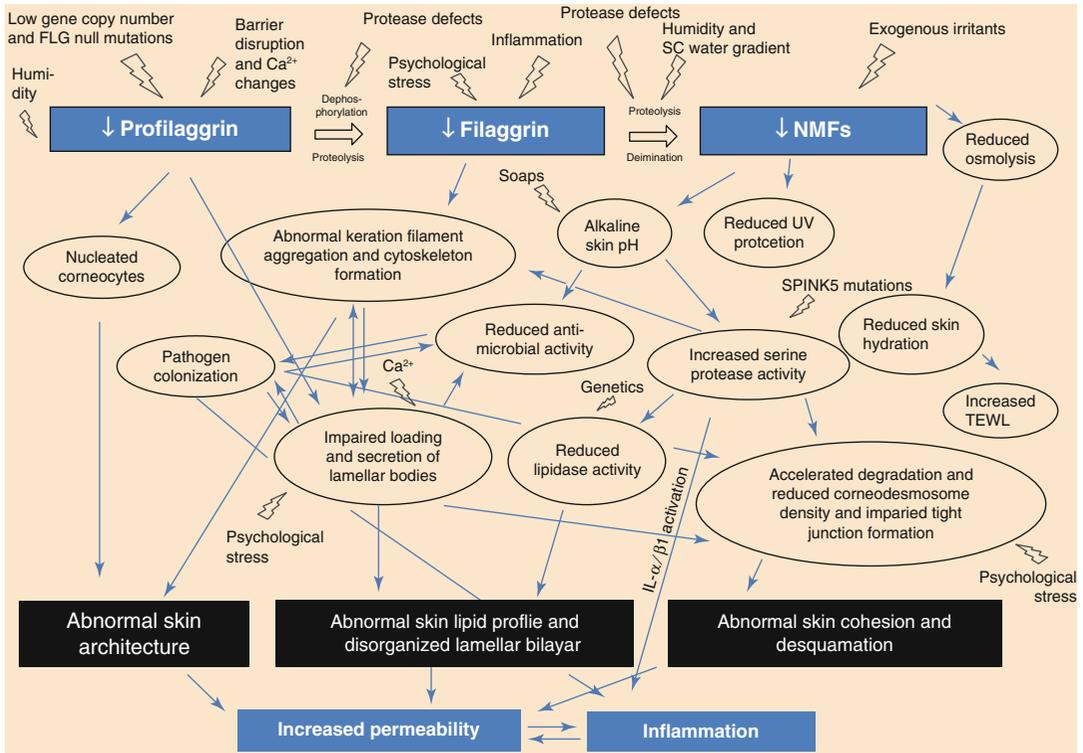 Low gene copy number
and FLG null mutations
Barrier
disruption
and Ca²⁺
changes
Protease defects
Psychological
stress
Inflammation
Protease defects
Humidity and
SC water gradient
Exogenous irritants
Humi-
dity
↓ Profilaggrin
Dephos-
phorylation
Proteolysis
↓ Filaggrin
Proteolysis
Deimination
↓ NMFs
Reduced
osmolysis
Soaps
Nucleated
corneocytes
Abnormal keration filament
aggregation and cytoskeleton
formation
Alkaline
skin pH
Reduced UV
protcetion
SPINK5 mutations
Reduced skin
hydration
Pathogen
colonization
Reduced anti-
microbial activity
Increased serine
protease activity
Ca²⁺
Genetics
Increased
TEWL
Impaired loading
and secretion of
lamellar bodies
Reduced
lipidase activity
Accelerated degradation and
reduced corneodesmosome
density and imparied tight
junction formation
IL-α/β1 activation
Psychological
stress
Psychological
stress
Abnormal skin
architecture
Abnormal skin lipid proflie and
disorganized lamellar bilayar
Abnormal skin cohesion and
desquamation
Increased permeability
Inflammation